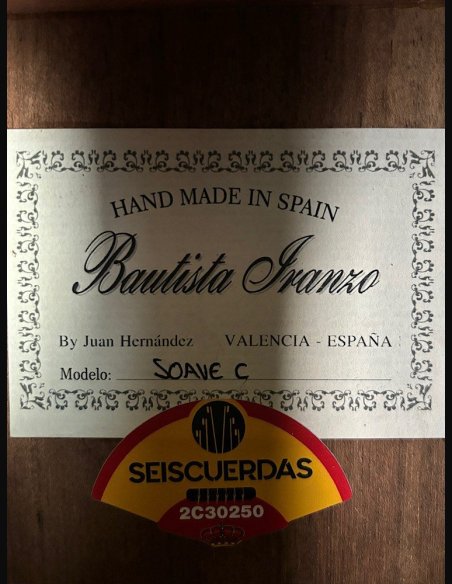 HAND MADE IN SPAIN
Bautista Iranzo
By Juan Hernández VALENCIA - ESPAÑA
Modelo: SOAVE C
SEISCUERDAS
2C30250